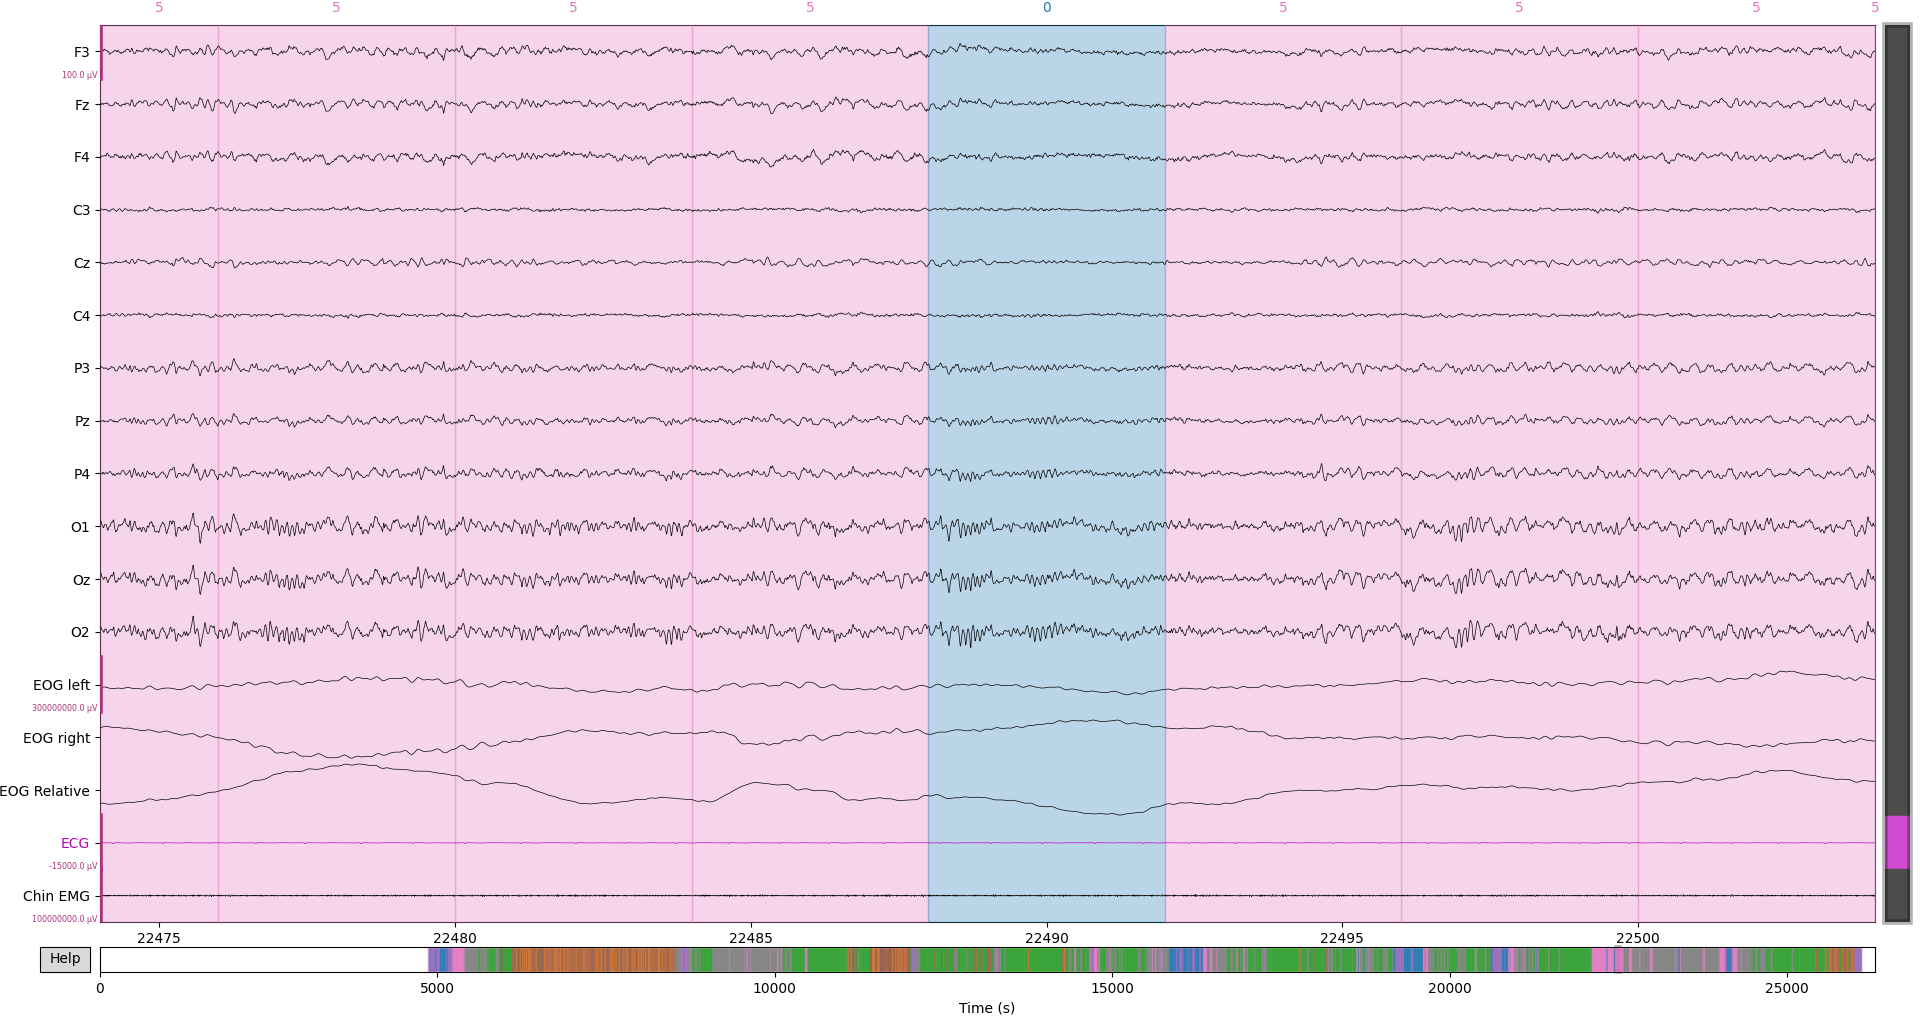 5 5 5 5 0 5 5 5 5
F3
100.0 µV
Fz
F4
C3
Cz
C4
P3
Pz
P4
O1
Oz
O2
EOG left
300000000.0 µV
EOG right
EOG Relative
ECG
-15000.0 µV
Chin EMG
100000000.0 µV
22475 22480 22485 22490 22495 22500
Help
0 5000 10000 15000 20000 25000
Time (s)